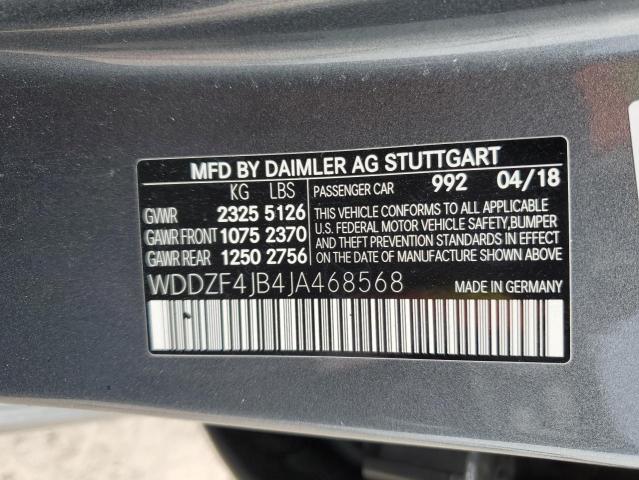 MFD BY DAIMLER AG STUTTGART
KG LBS PASSENGER CAR 992 04/18
GVWR 2325 5126
GAWR FRONT 1075 2370
GAWR REAR 1250 2756
THIS VEHICLE CONFORMS TO ALL APPLICABLE
U.S. FEDERAL MOTOR VEHICLE SAFETY, BUMPER
AND THEFT PREVENTION STANDARDS IN EFFECT
ON THE DATE OF MANUFACTURE SHOWN ABOVE
WDDZF4JB4JA468568 MADE IN GERMANY